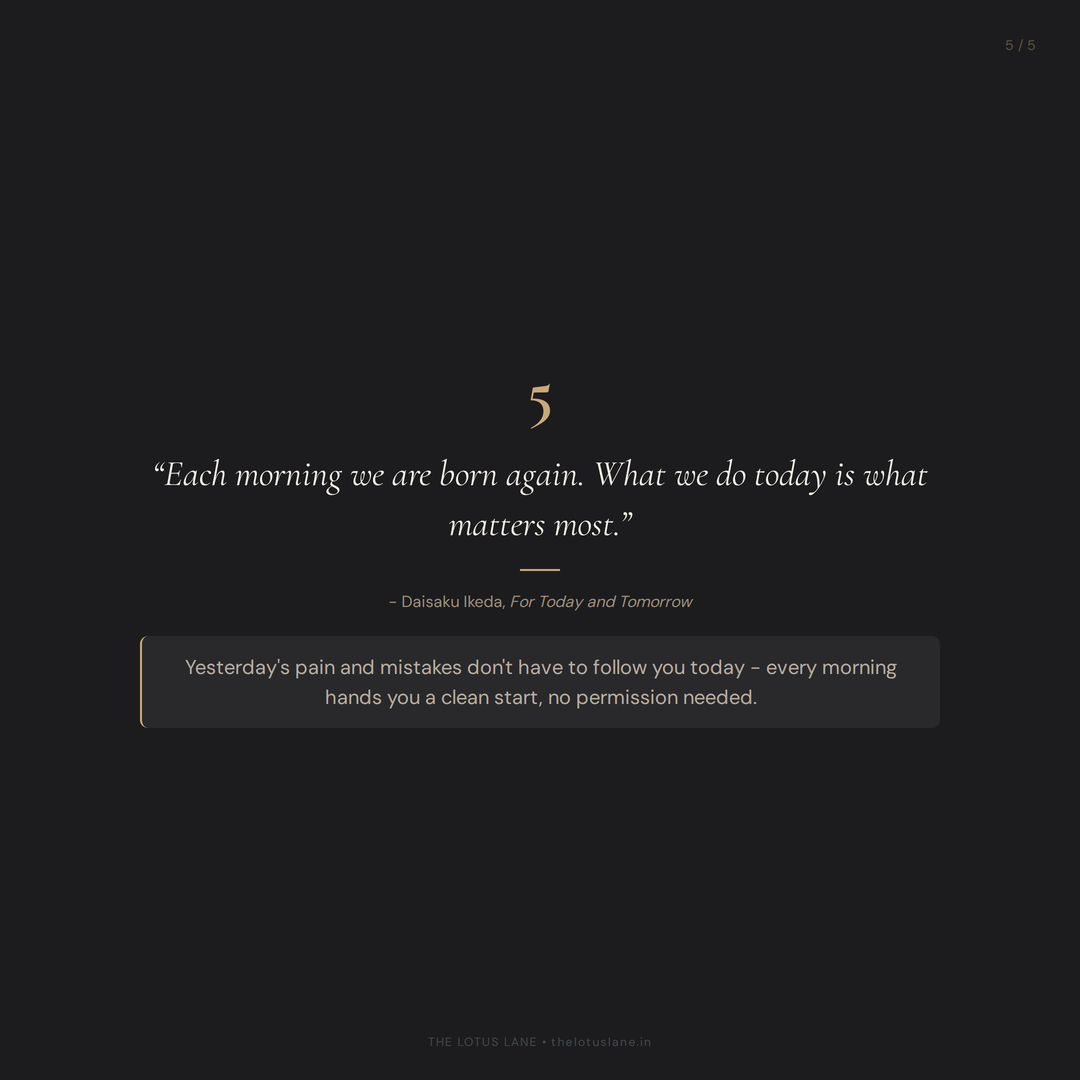 5 / 5
5
“Each morning we are born again. What we do today is what
matters most.”
– Daisaku Ikeda, For Today and Tomorrow
Yesterday's pain and mistakes don't have to follow you today – every morning
hands you a clean start, no permission needed.
THE LOTUS LANE • thelotuslane.in